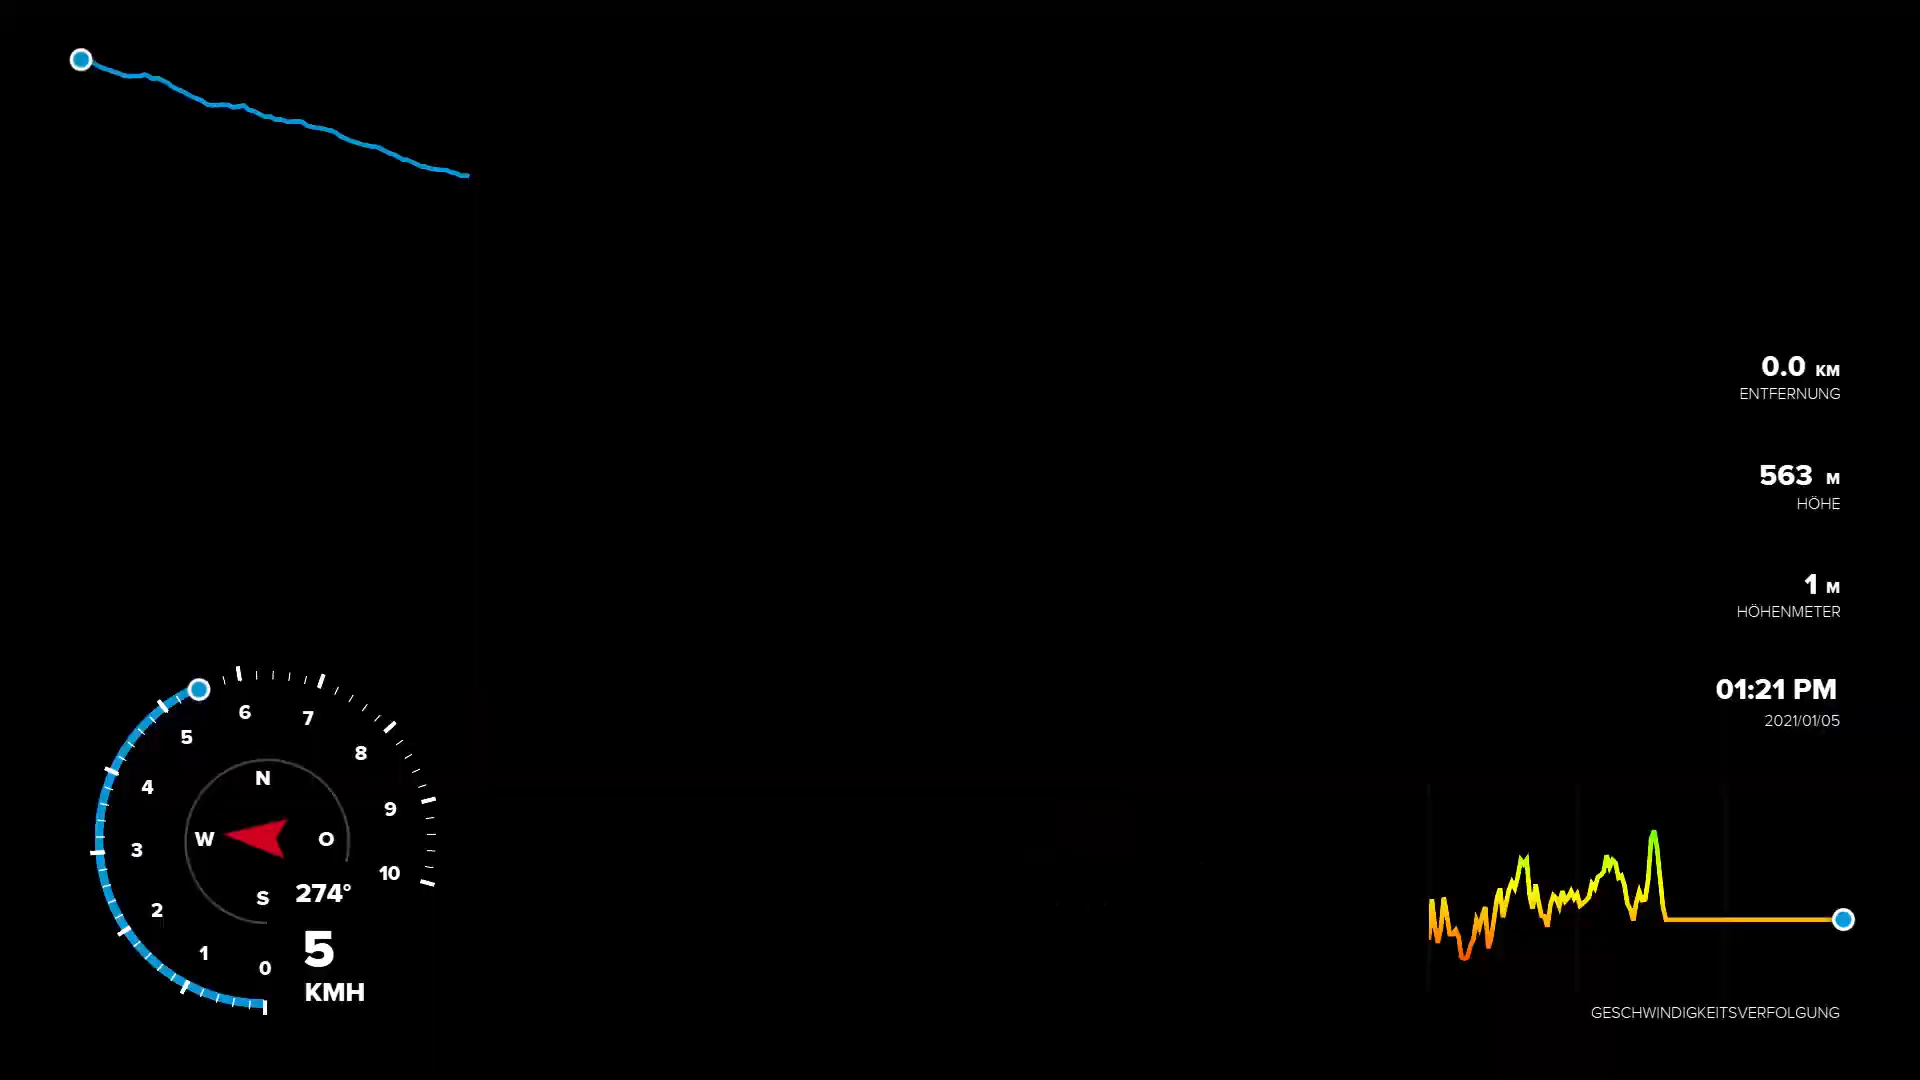 0.0 KM
ENTFERNUNG
563 M
HÖHE
1 M
HÖHENMETER
01:21 PM
2021/01/05
6
7
5
8
4
9
3
10
2
1
0
N
W
O
S
274°
5
KMH
GESCHWINDIGKEITSVERFOLGUNG